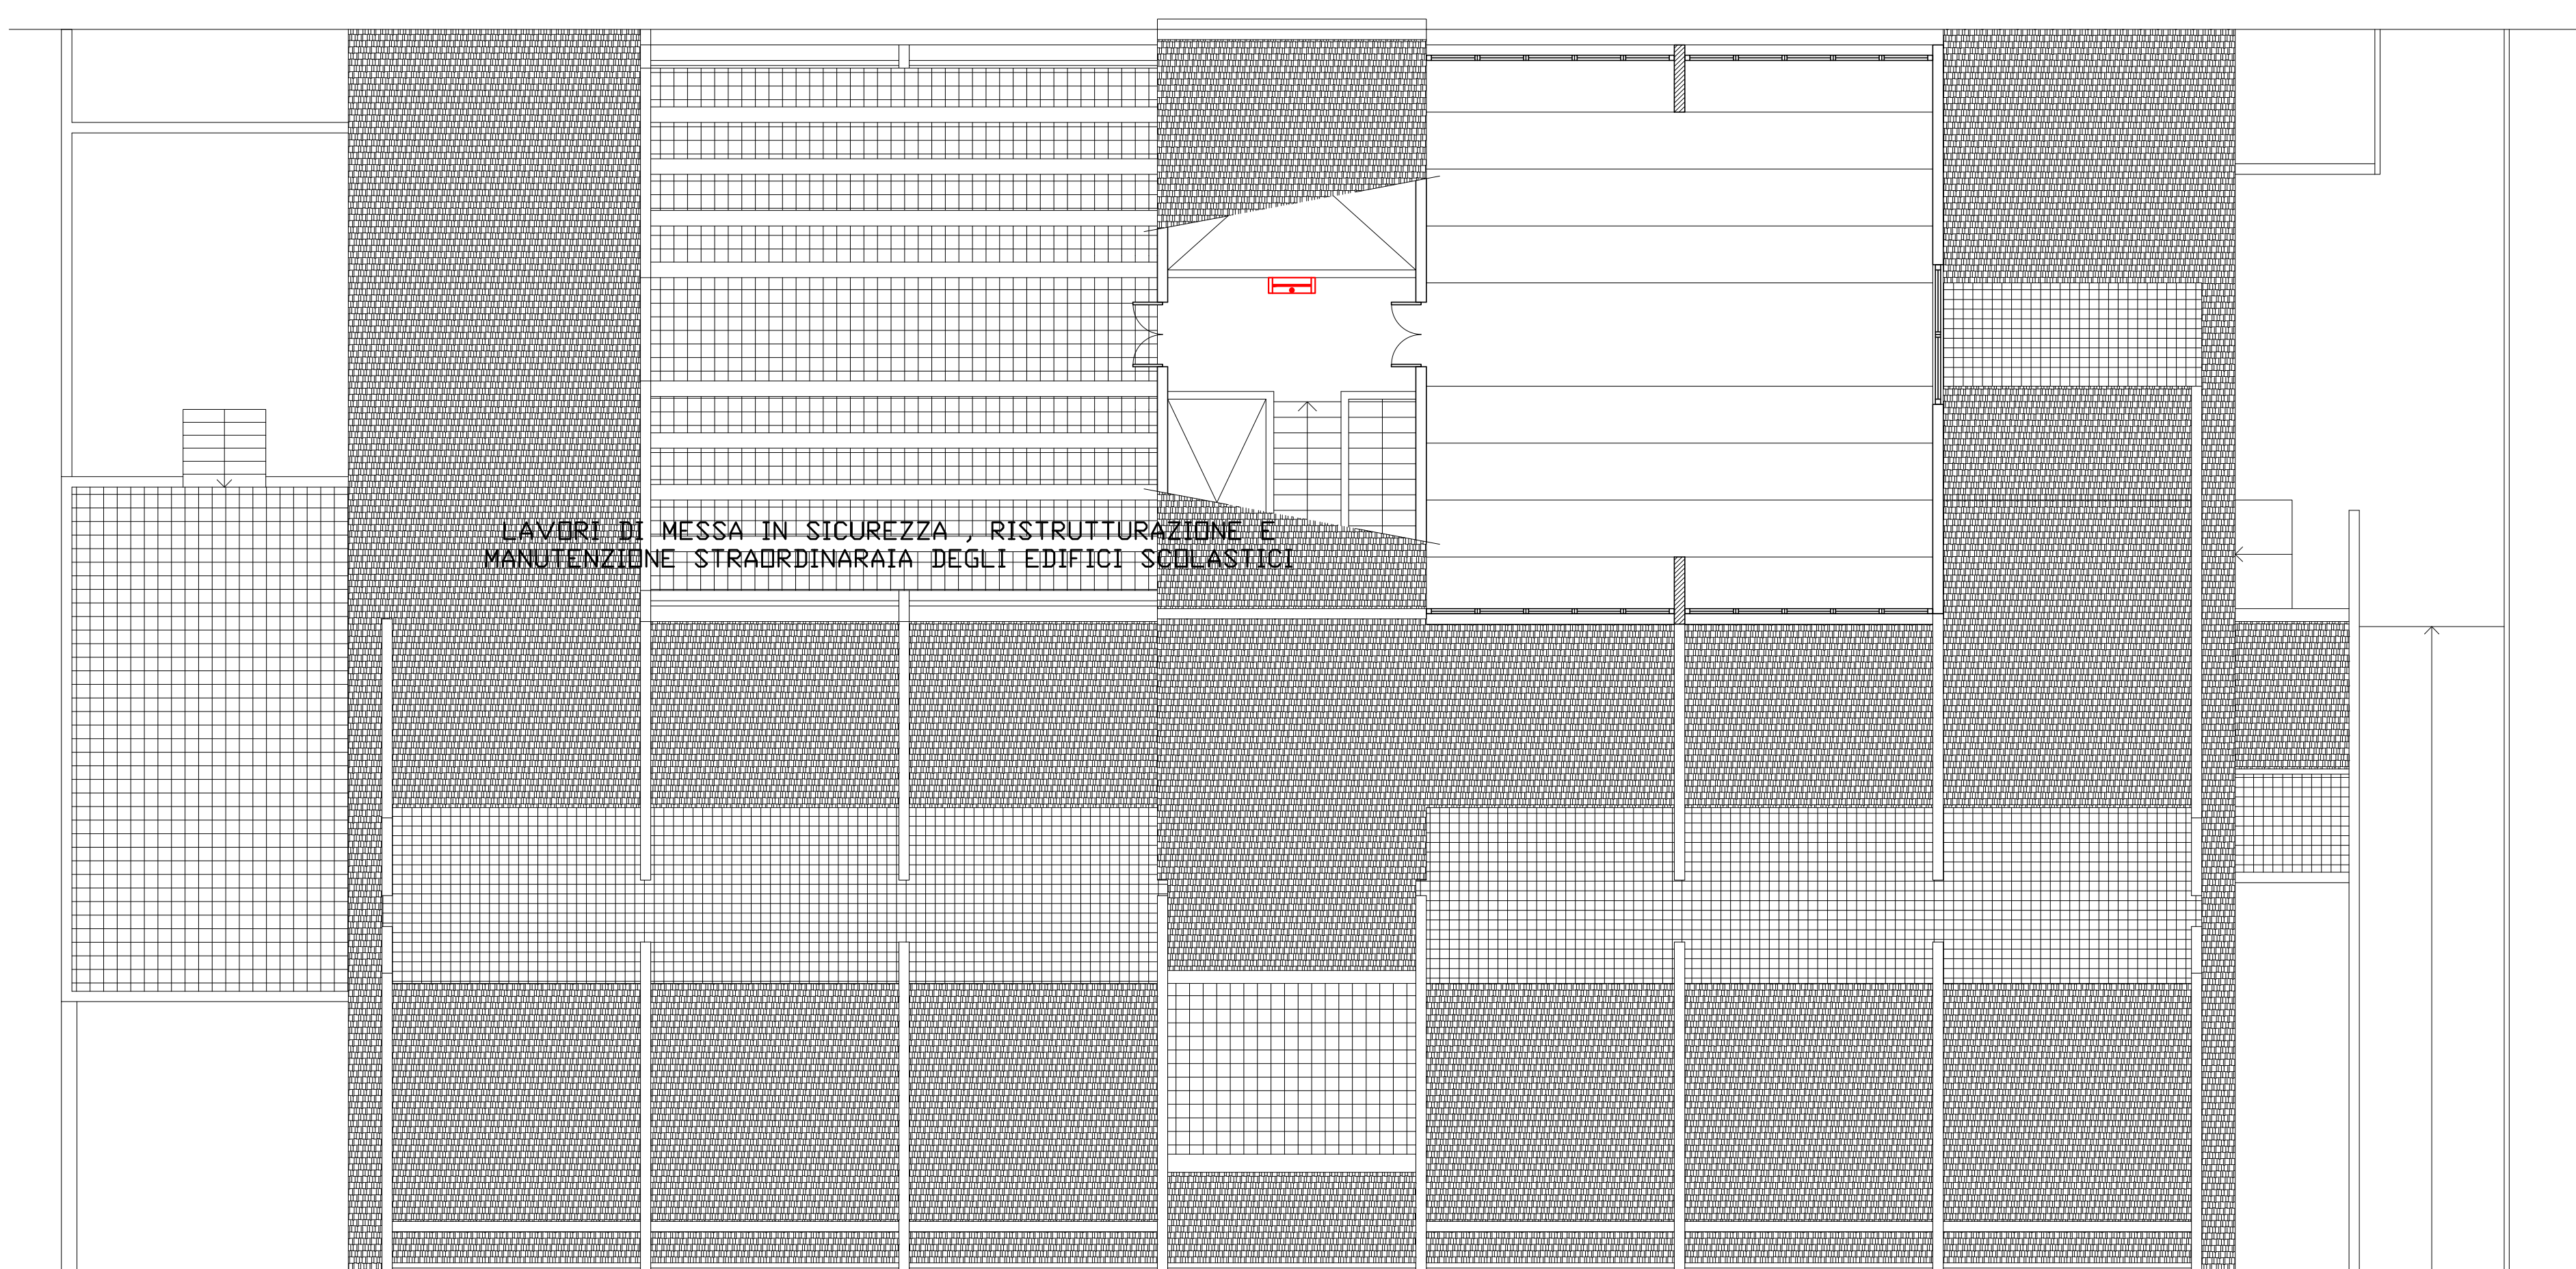 LAVORI DI MESSA IN SICUREZZA , RISTRUTTURAZIONE E
MANUTENZIONE STRAORDINARAIA DEGLI EDIFICI SCOLASTICI